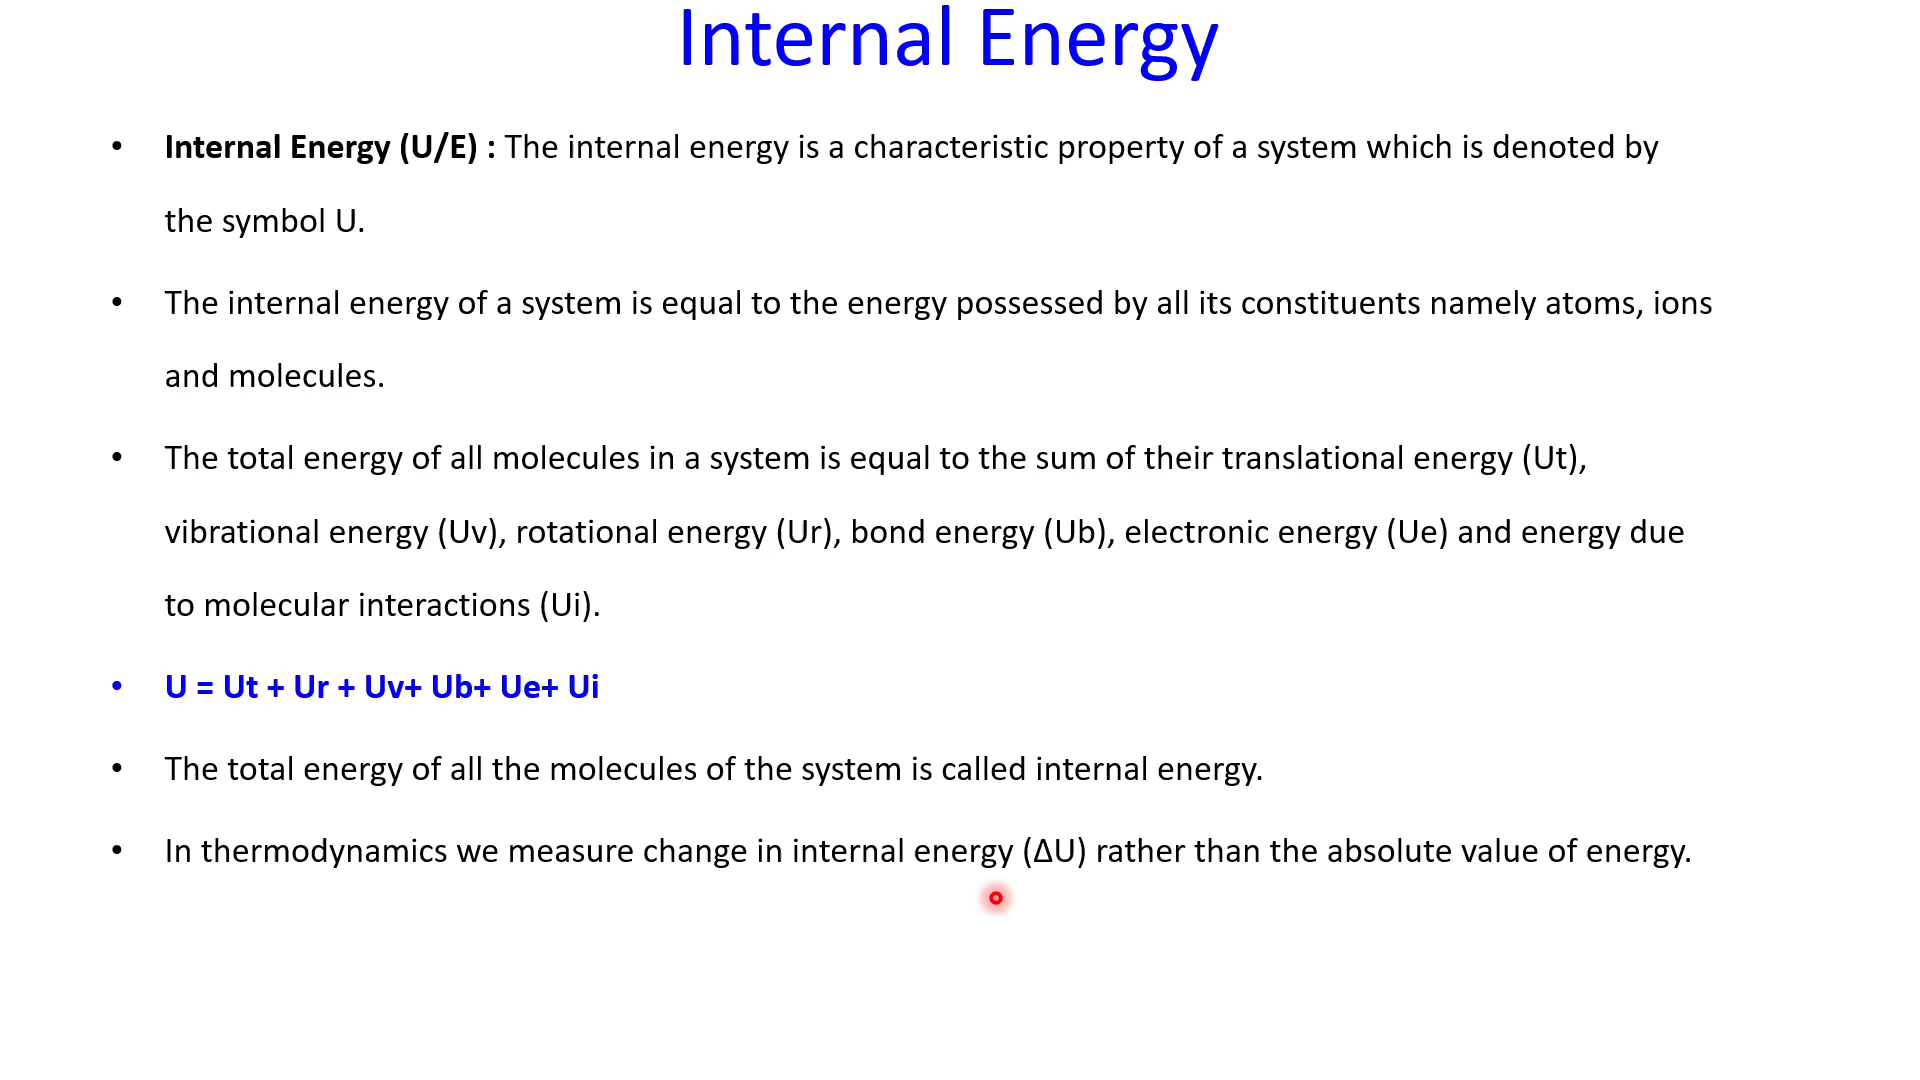 Internal Energy
• Internal Energy (U/E) : The internal energy is a characteristic property of a system which is denoted by
the symbol U.
• The internal energy of a system is equal to the energy possessed by all its constituents namely atoms, ions
and molecules.
• The total energy of all molecules in a system is equal to the sum of their translational energy (Ut),
vibrational energy (Uv), rotational energy (Ur), bond energy (Ub), electronic energy (Ue) and energy due
to molecular interactions (Ui).
• U = Ut + Ur + Uv+ Ub+ Ue+ Ui
• The total energy of all the molecules of the system is called internal energy.
• In thermodynamics we measure change in internal energy (ΔU) rather than the absolute value of energy.